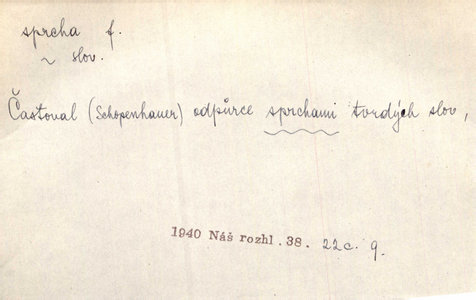 sprcha f.
~ slov.
Častoval (Schopenhauer) odpůrce sprchami tvrdých slov,
1940 Náš rozhl. 38. 22c. 9.